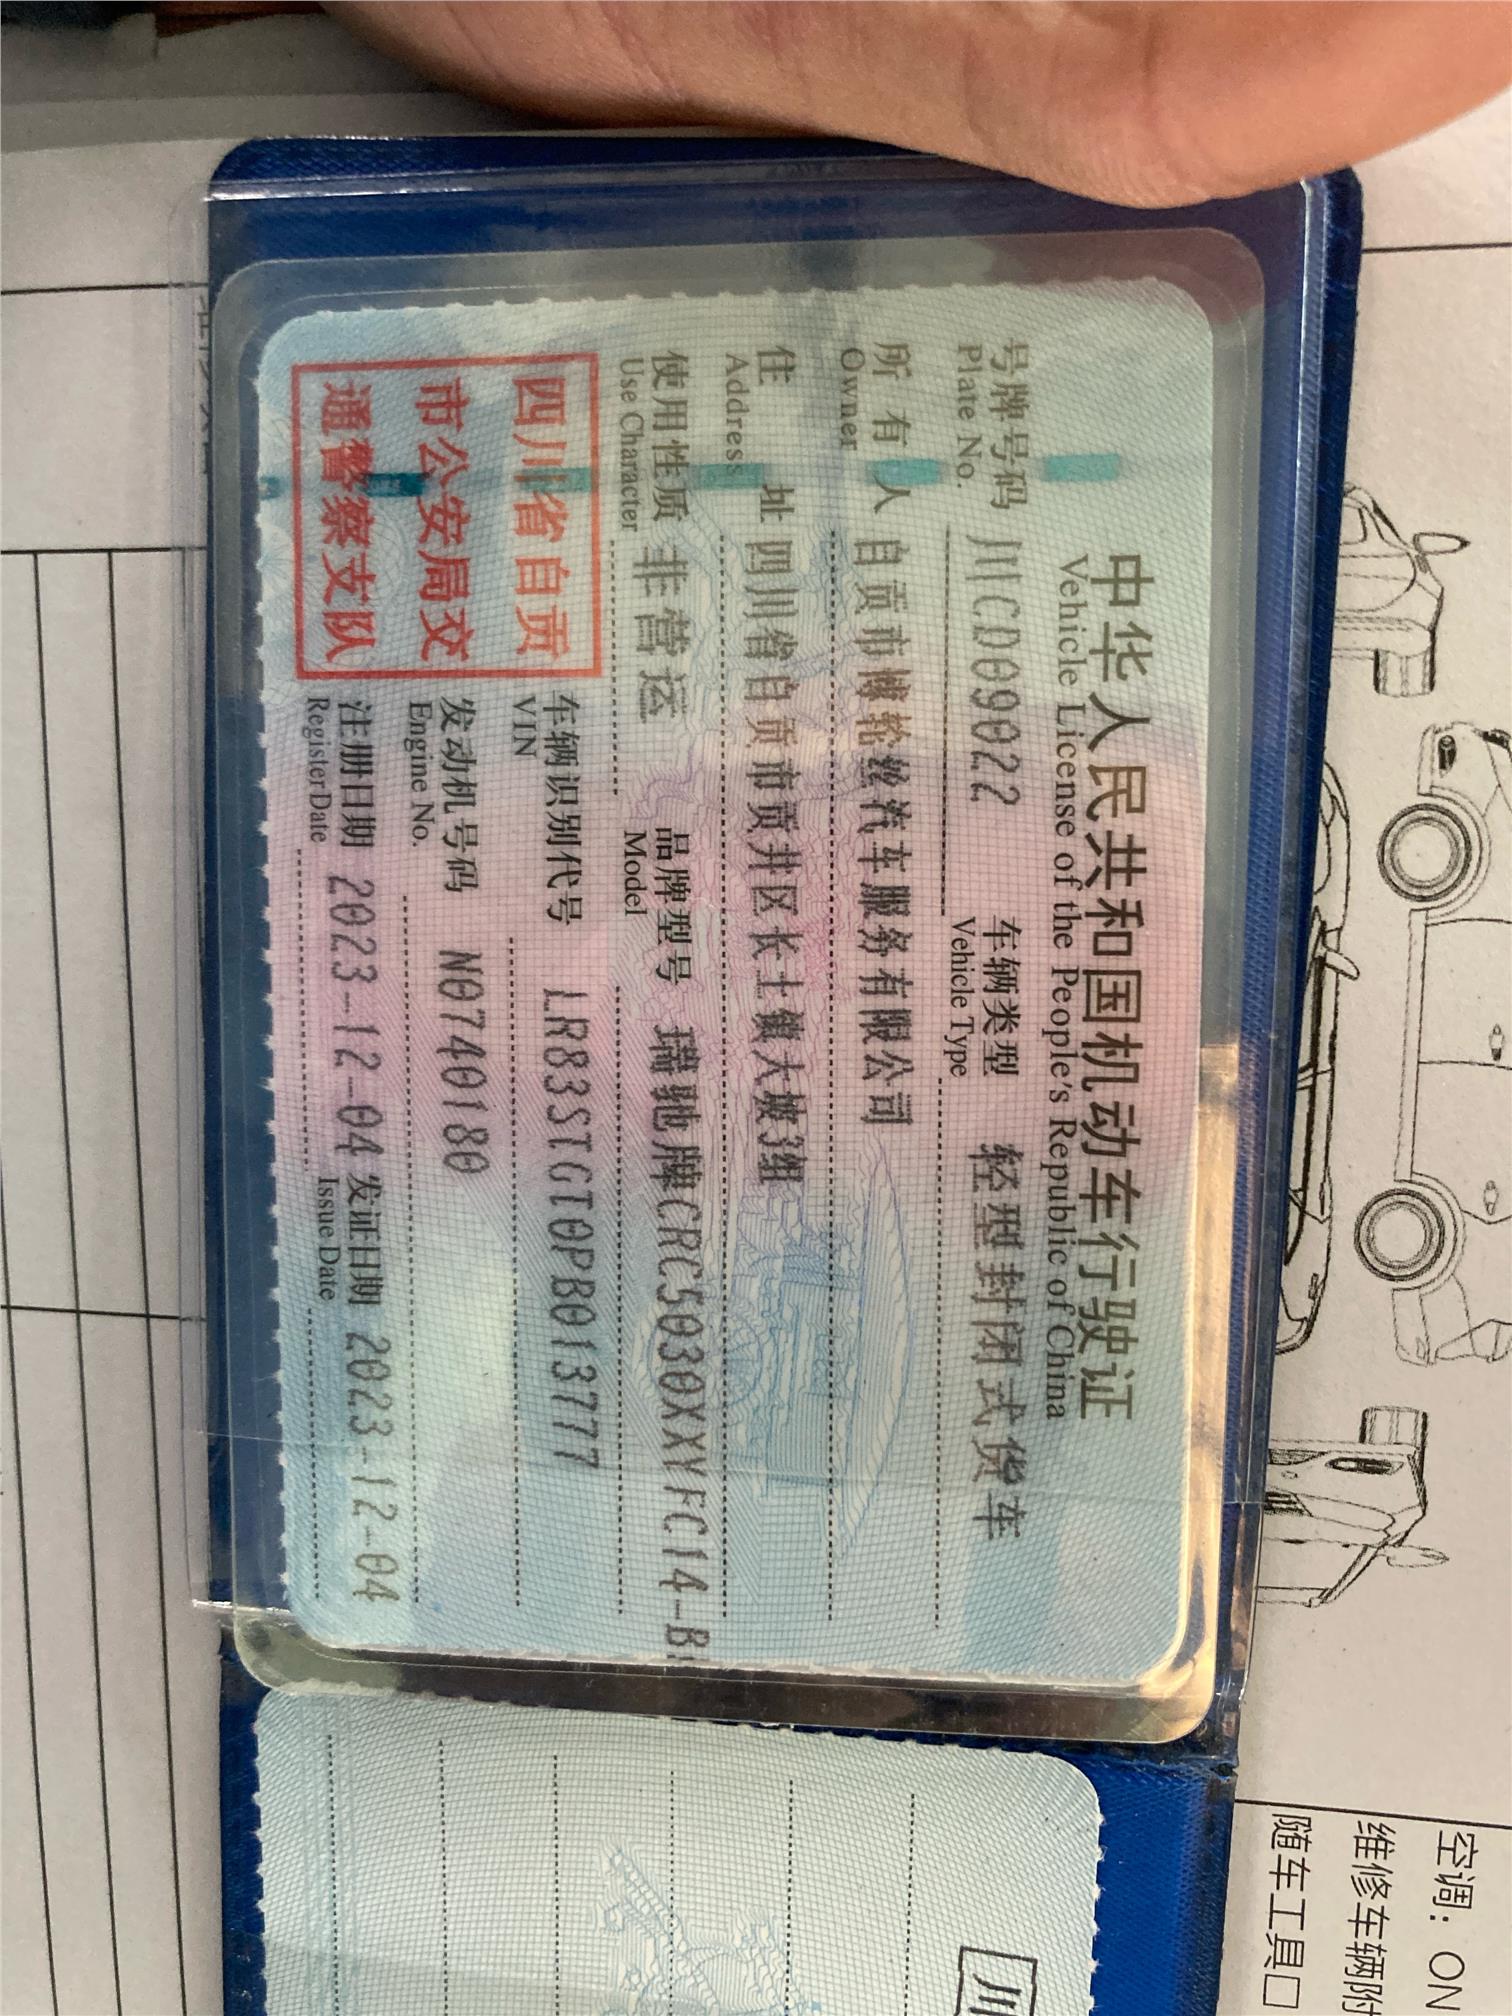 中华人民共和国机动车行驶证
Vehicle License of the People's Republic of China
号牌号码 川CD09022 车辆类型 轻型封闭式货车
Plate No. Vehicle Type
所有人 自贡市博轮丝汽车服务有限公司
Owner
住址 四川省自贡市贡井区长土镇大坡3组
Address
使用性质 非营运 品牌型号 瑞驰牌CRC5030XXYFC14-B
Use Character Model
四川省自贡
市公安局交
通警察支队
车辆识别代号 LR83STGT0PB013777
VIN
发动机号码 N0740180
Engine No.
注册日期 2023-12-04 发证日期 2023-12-04
Register Date Issue Date
川
空调：ON
维修车辆附
随车工具□